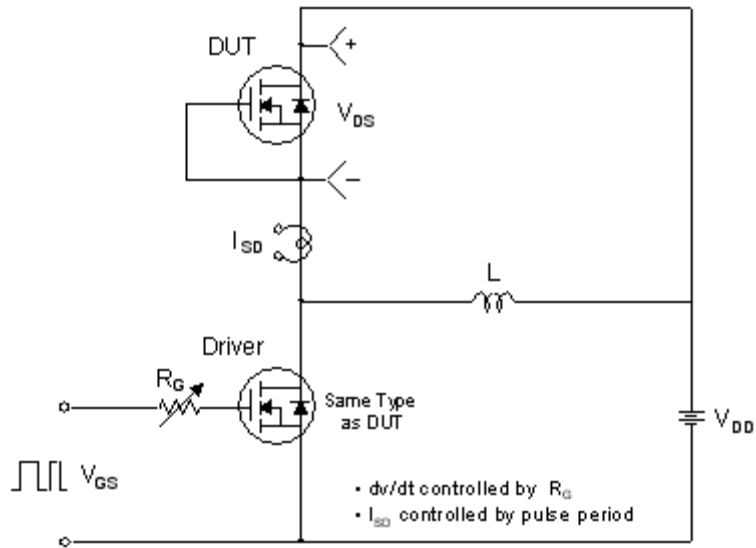 DUT
+
V_DS
−
I_SD
L
Driver
R_G
Same Type
as DUT
V_DD
V_GS
• dv/dt controlled by R_G
• I_SD controlled by pulse period